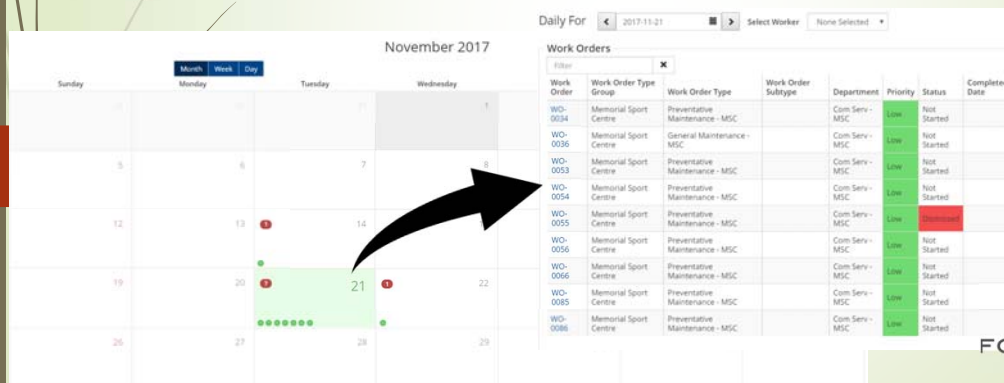 Daily For
2017-11-21
Select Worker
None Selected
November 2017
Month Week Day
Sunday Monday Tuesday Wednesday
1
5 6 7 8
12 13 1 14
19 20 7 21 1 22
26 27 28 29
Work Orders
Filter
Work Order Work Order Type Group Work Order Type Work Order Subtype Department Priority Status Completed Date
WO-0034 Memorial Sport Centre Preventative Maintenance - MSC Com Serv - MSC Low Not Started
WO-0036 Memorial Sport Centre General Maintenance - MSC Com Serv - MSC Low Not Started
WO-0053 Memorial Sport Centre Preventative Maintenance - MSC Com Serv - MSC Low Not Started
WO-0054 Memorial Sport Centre Preventative Maintenance - MSC Com Serv - MSC Low Not Started
WO-0055 Memorial Sport Centre Preventative Maintenance - MSC Com Serv - MSC Low Dismissed
WO-0056 Memorial Sport Centre Preventative Maintenance - MSC Com Serv - MSC Low Not Started
WO-0066 Memorial Sport Centre Preventative Maintenance - MSC Com Serv - MSC Low Not Started
WO-0085 Memorial Sport Centre Preventative Maintenance - MSC Com Serv - MSC Low Not Started
WO-0086 Memorial Sport Centre Preventative Maintenance - MSC Com Serv - MSC Low Not Started